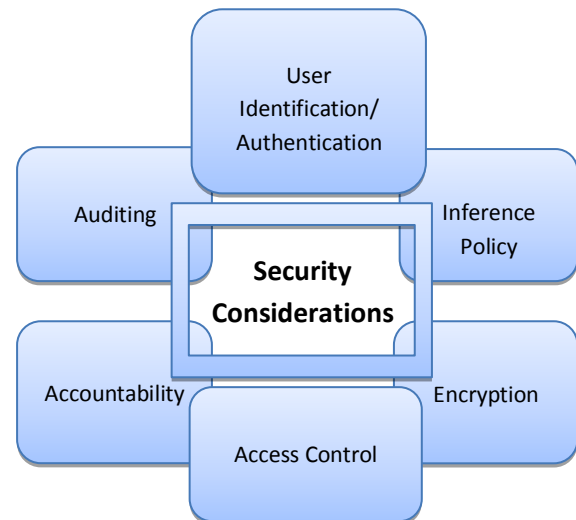 User
Identification/
Authentication
Auditing
Inference
Policy
Security
Considerations
Accountability
Encryption
Access Control